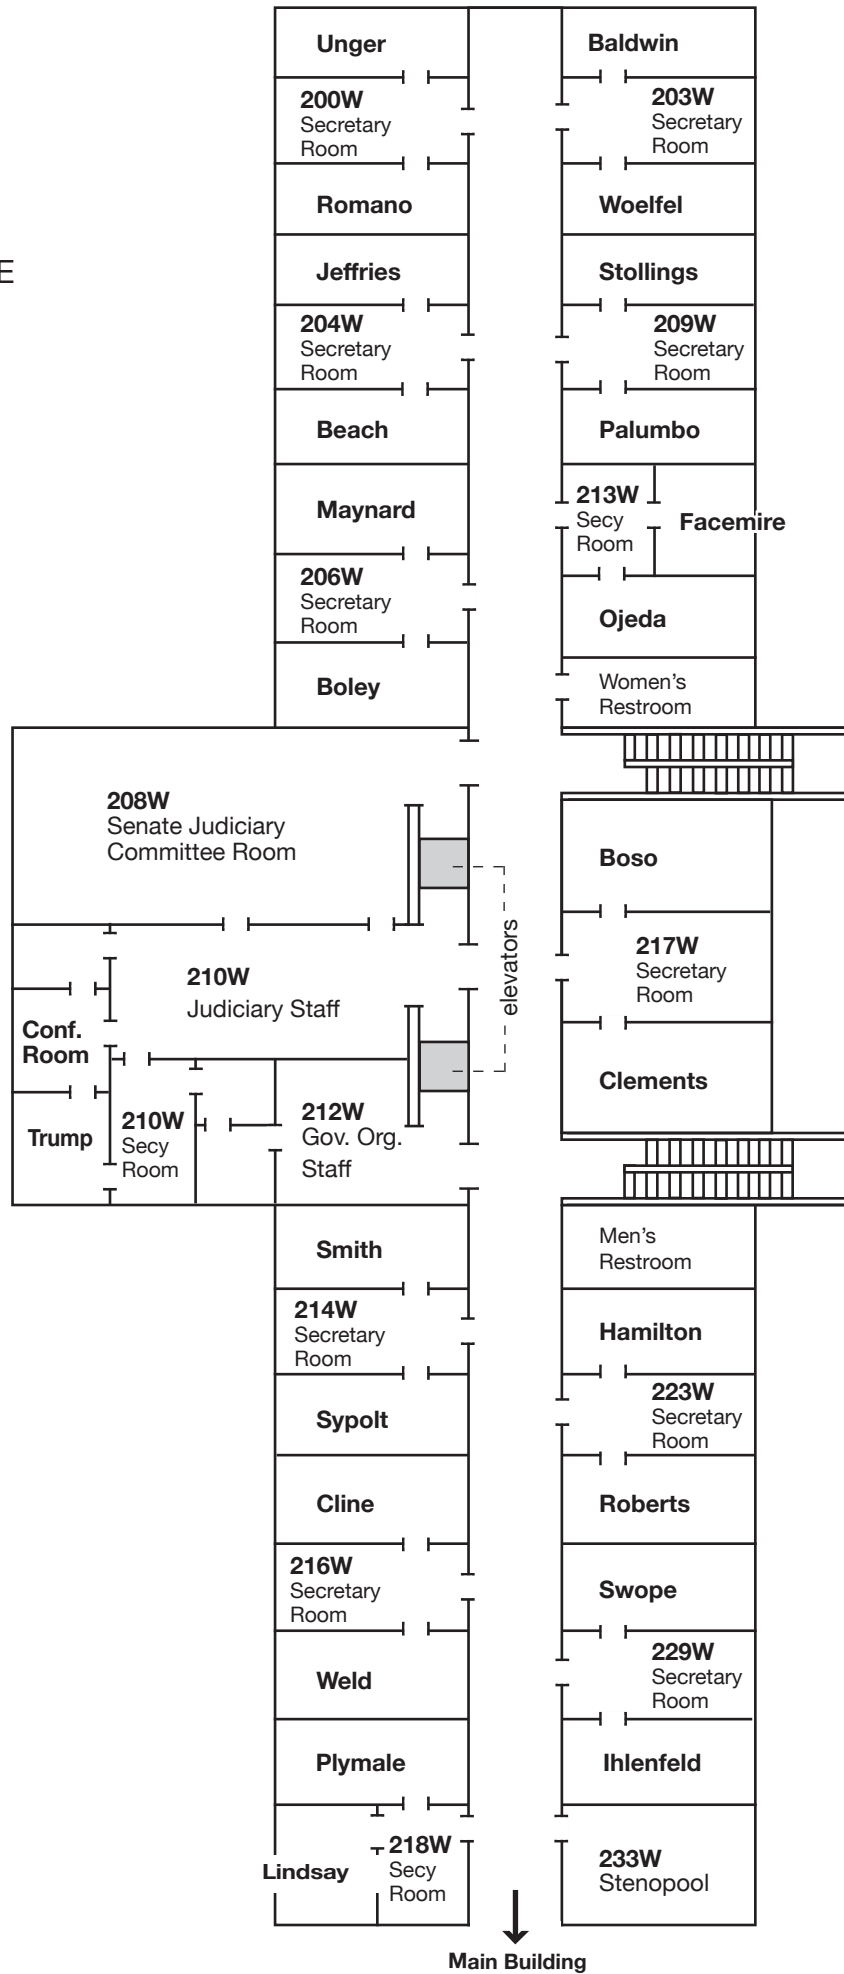 Unger
200W
Secretary
Room
Romano
Jeffries
204W
Secretary
Room
Beach
Maynard
206W
Secretary
Room
Boley
Baldwin
203W
Secretary
Room
Woelfel
Stollings
209W
Secretary
Room
Palumbo
213W
Secy
Room
Facemire
Ojeda
Women's
Restroom
E
208W
Senate Judiciary
Committee Room
210W
Judiciary Staff
Conf.
Room
Trump
210W
Secy
Room
212W
Gov. Org.
Staff
elevators
Boso
217W
Secretary
Room
Clements
Smith
214W
Secretary
Room
Sypolt
Cline
216W
Secretary
Room
Weld
Plymale
Lindsay
218W
Secy
Room
Men's
Restroom
Hamilton
223W
Secretary
Room
Roberts
Swope
229W
Secretary
Room
Ihlenfeld
233W
Stenopool
Main Building